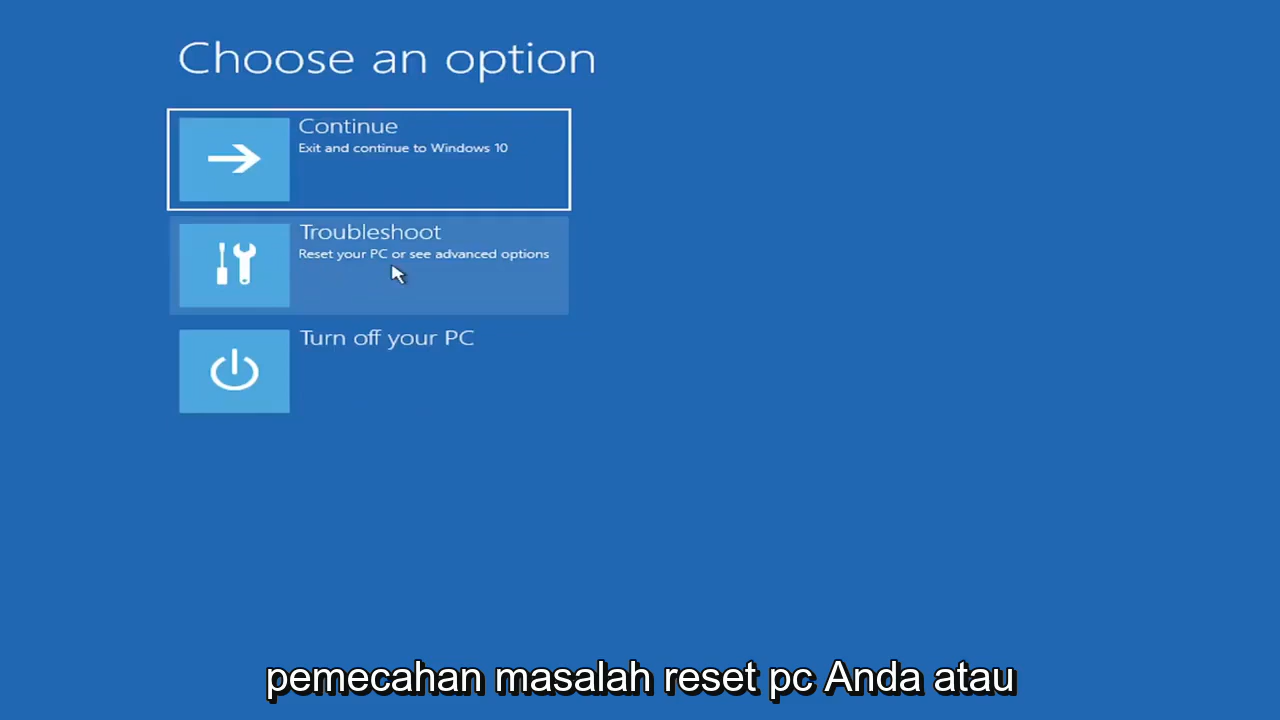 Choose an option
Continue
Exit and continue to Windows 10
Troubleshoot
Reset your PC or see advanced options
Turn off your PC
pemecahan masalah reset pc Anda atau